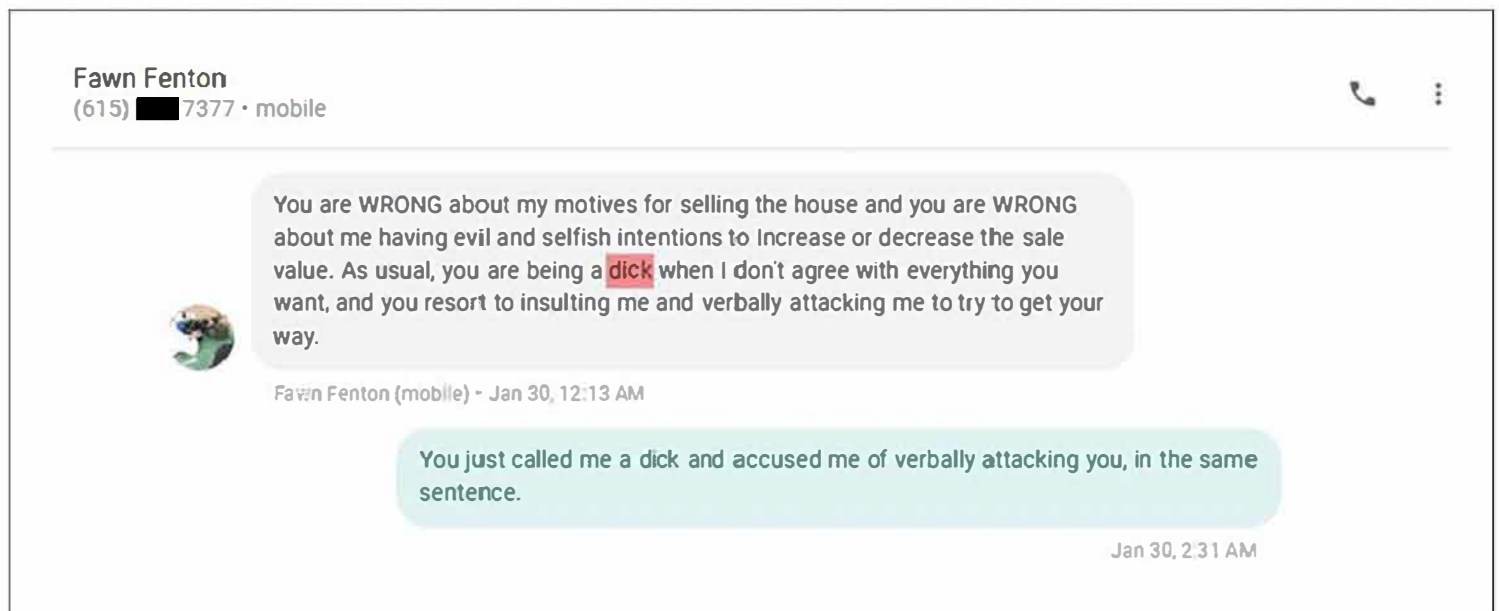 Fawn Fenton
(615) 7377 • mobile
You are WRONG about my motives for selling the house and you are WRONG
about me having evil and selfish intentions to Increase or decrease the sale
value. As usual, you are being a dick when I don't agree with everything you
want, and you resort to insulting me and verbally attacking me to try to get your
way.
Fawn Fenton (mobile) - Jan 30, 12:13 AM
You just called me a dick and accused me of verbally attacking you, in the same
sentence.
Jan 30, 2:31 AM